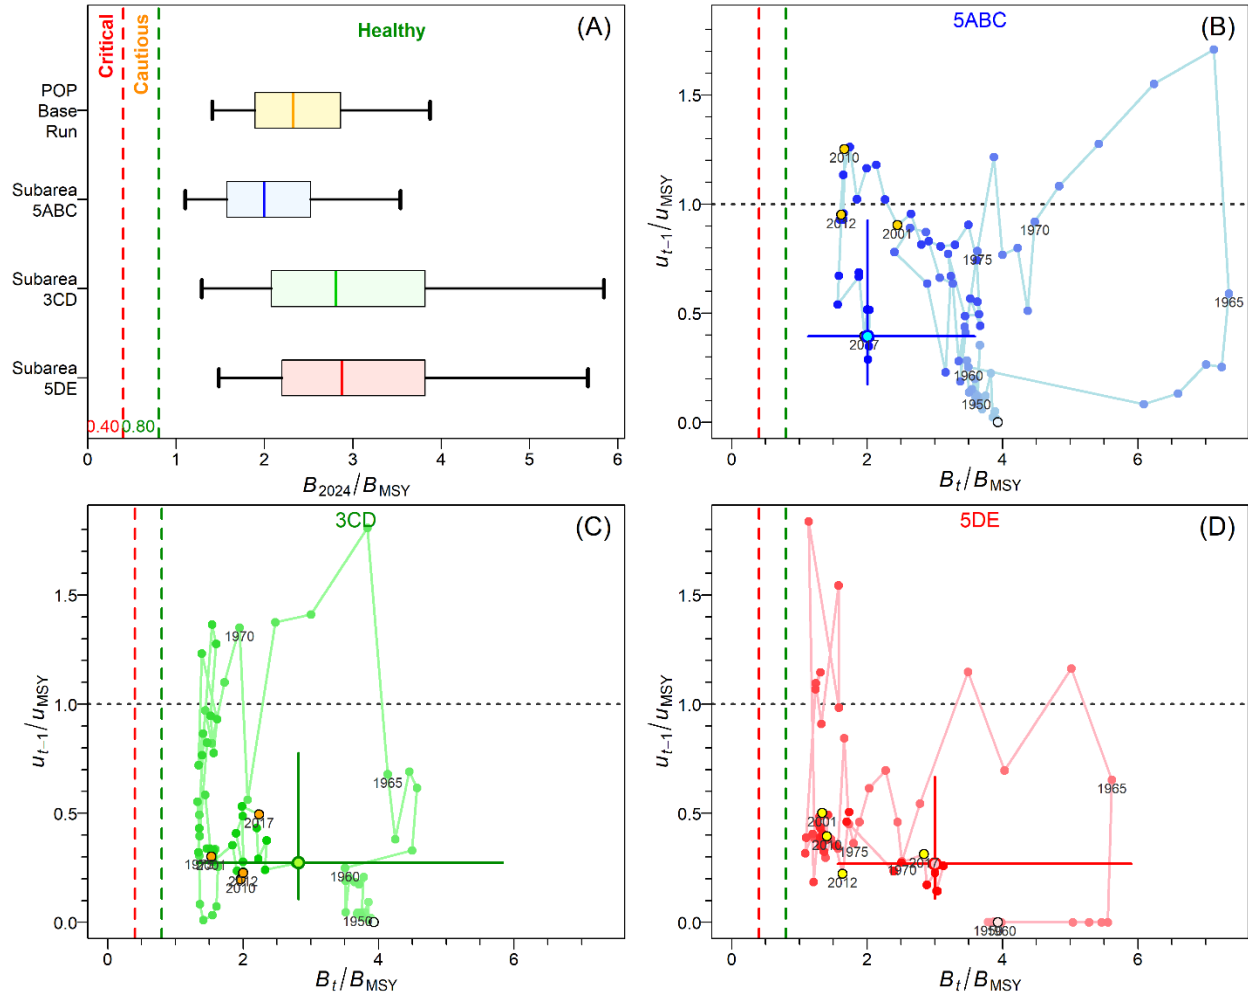 (A)
Critical
Cautious
Healthy
POP
Base
Run
Subarea
5ABC
Subarea
3CD
Subarea
5DE
0.40
0.80
0 1 2 3 4 5 6
B2024/BMSY
(B)
5ABC
1.5
1.0
0.5
0.0
ut−1/uMSY
2010
2012
2001
1970
1975
1965
1960
1950
0 2 4 6
Bt/BMSY
(C)
3CD
1.5
1.0
0.5
0.0
ut−1/uMSY
1970
1965
2017
2001
2012
2010
1960
1950
0 2 4 6
Bt/BMSY
(D)
5DE
1.5
1.0
0.5
0.0
ut−1/uMSY
1965
2001
2010
1975
2012
1970
1950
1960
0 2 4 6
Bt/BMSY